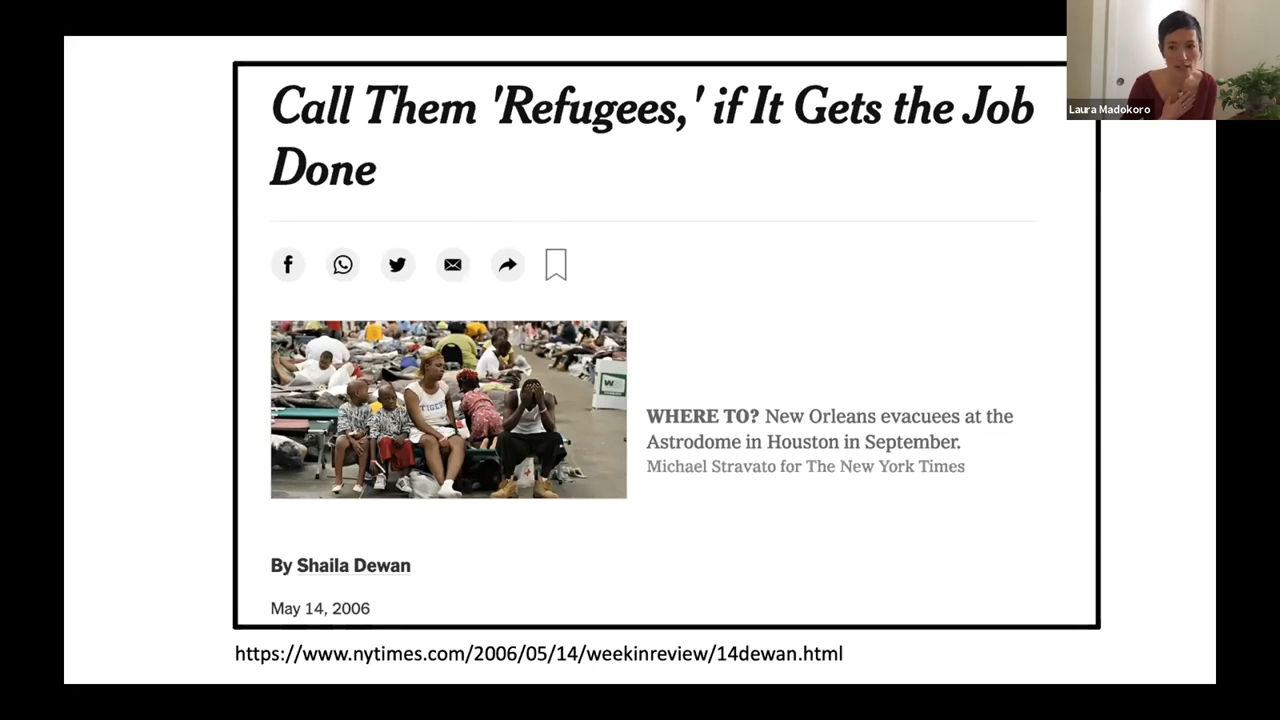 Call Them 'Refugees,' if It Gets the Job
Done
Laura Madokoro
WHERE TO? New Orleans evacuees at the
Astrodome in Houston in September.
Michael Stravato for The New York Times
TIGERS
By Shaila Dewan
May 14, 2006
https://www.nytimes.com/2006/05/14/weekinreview/14dewan.html